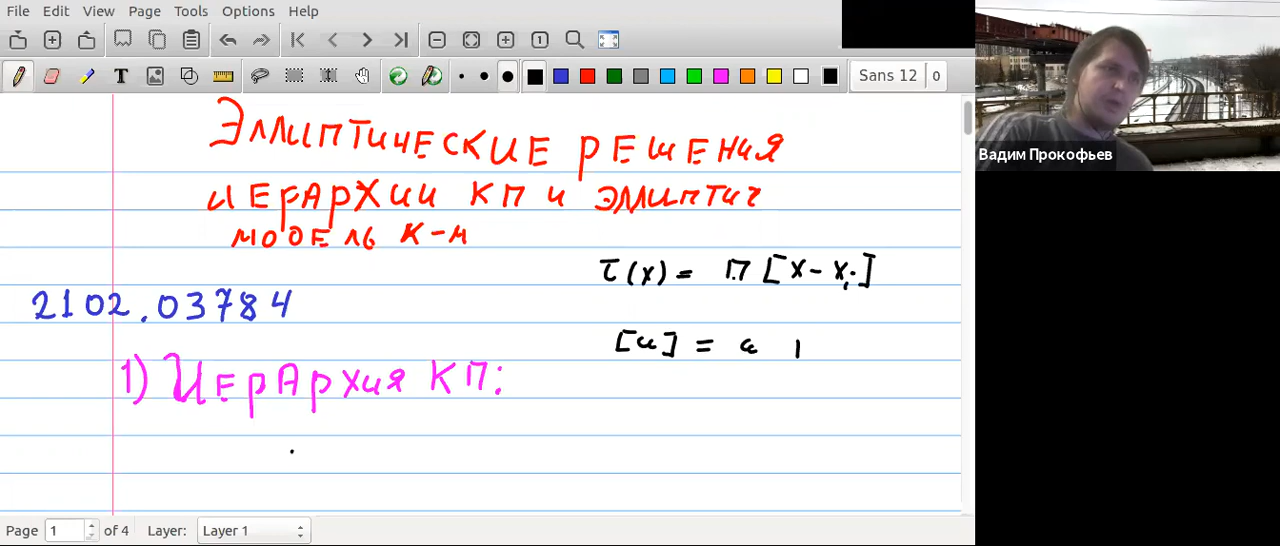 File Edit View Page Tools Options Help
Sans 12 0
Вадим Прокофьев
ЭЛЛИПТИЧЕСКИЕ РЕШЕНИЯ
ИЕРАРХИИ КП И ЭЛЛИПТИЧ
МОДЕЛЬ К-М
τ(x) = П [x - xᵢ]
2102.03784
[u] = u
1) ИЕРАРХИЯ КП:
Page 1 of 4 Layer: Layer 1